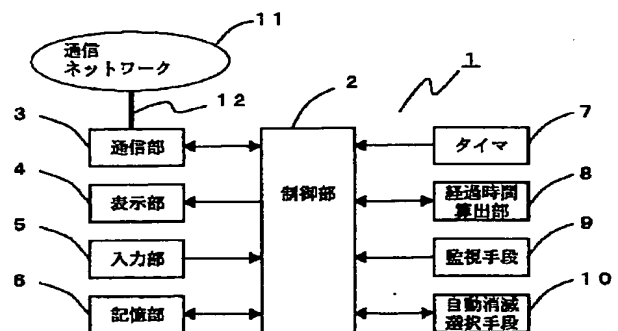 11
通信
ネットワーク
12
2
1
3
通信部
4
表示部
5
入力部
6
記憶部
制御部
7
タイマ
8
経過時間
算出部
9
監視手段
10
自動消滅
選択手段